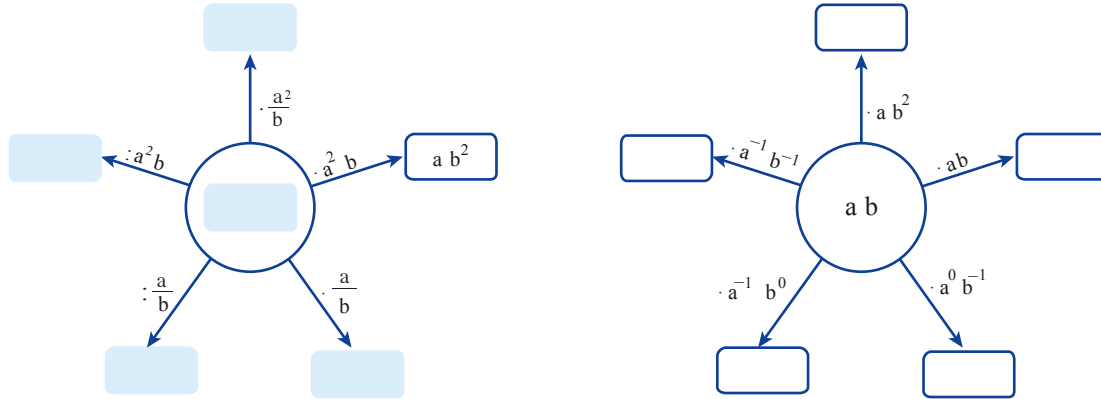 · a²/b
: a²b
· a² b
a b²
: a/b
· a/b
· a b²
· a⁻¹ b⁻¹
· ab
a b
· a⁻¹ b⁰
· a⁰ b⁻¹